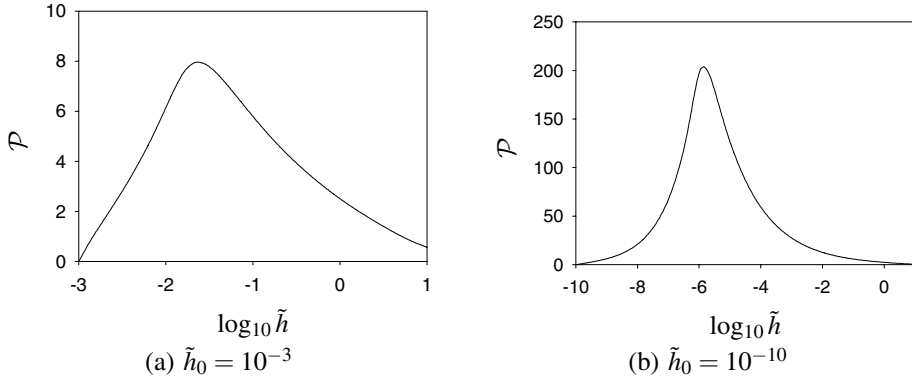 10
8
6
4
2
0
𝒫
-3 -2 -1 0 1
log₁₀ h̃
(a) h̃₀ = 10⁻³
250
200
150
100
50
0
𝒫
-10 -8 -6 -4 -2 0
log₁₀ h̃
(b) h̃₀ = 10⁻¹⁰